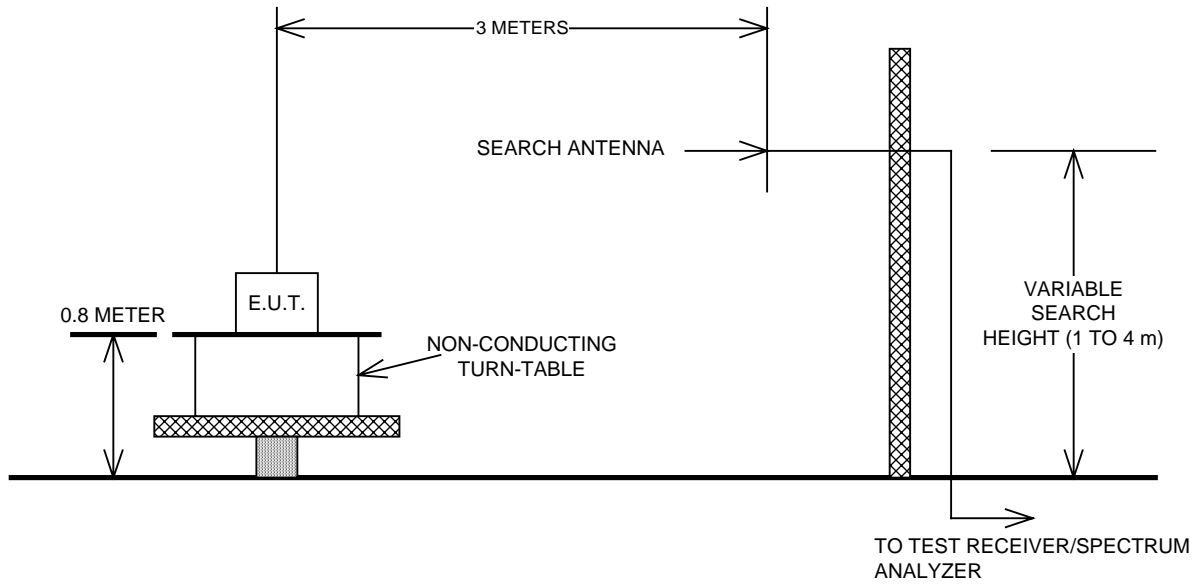 3 METERS
SEARCH ANTENNA
E.U.T.
0.8 METER
NON-CONDUCTING
TURN-TABLE
VARIABLE
SEARCH
HEIGHT (1 TO 4 m)
TO TEST RECEIVER/SPECTRUM
ANALYZER